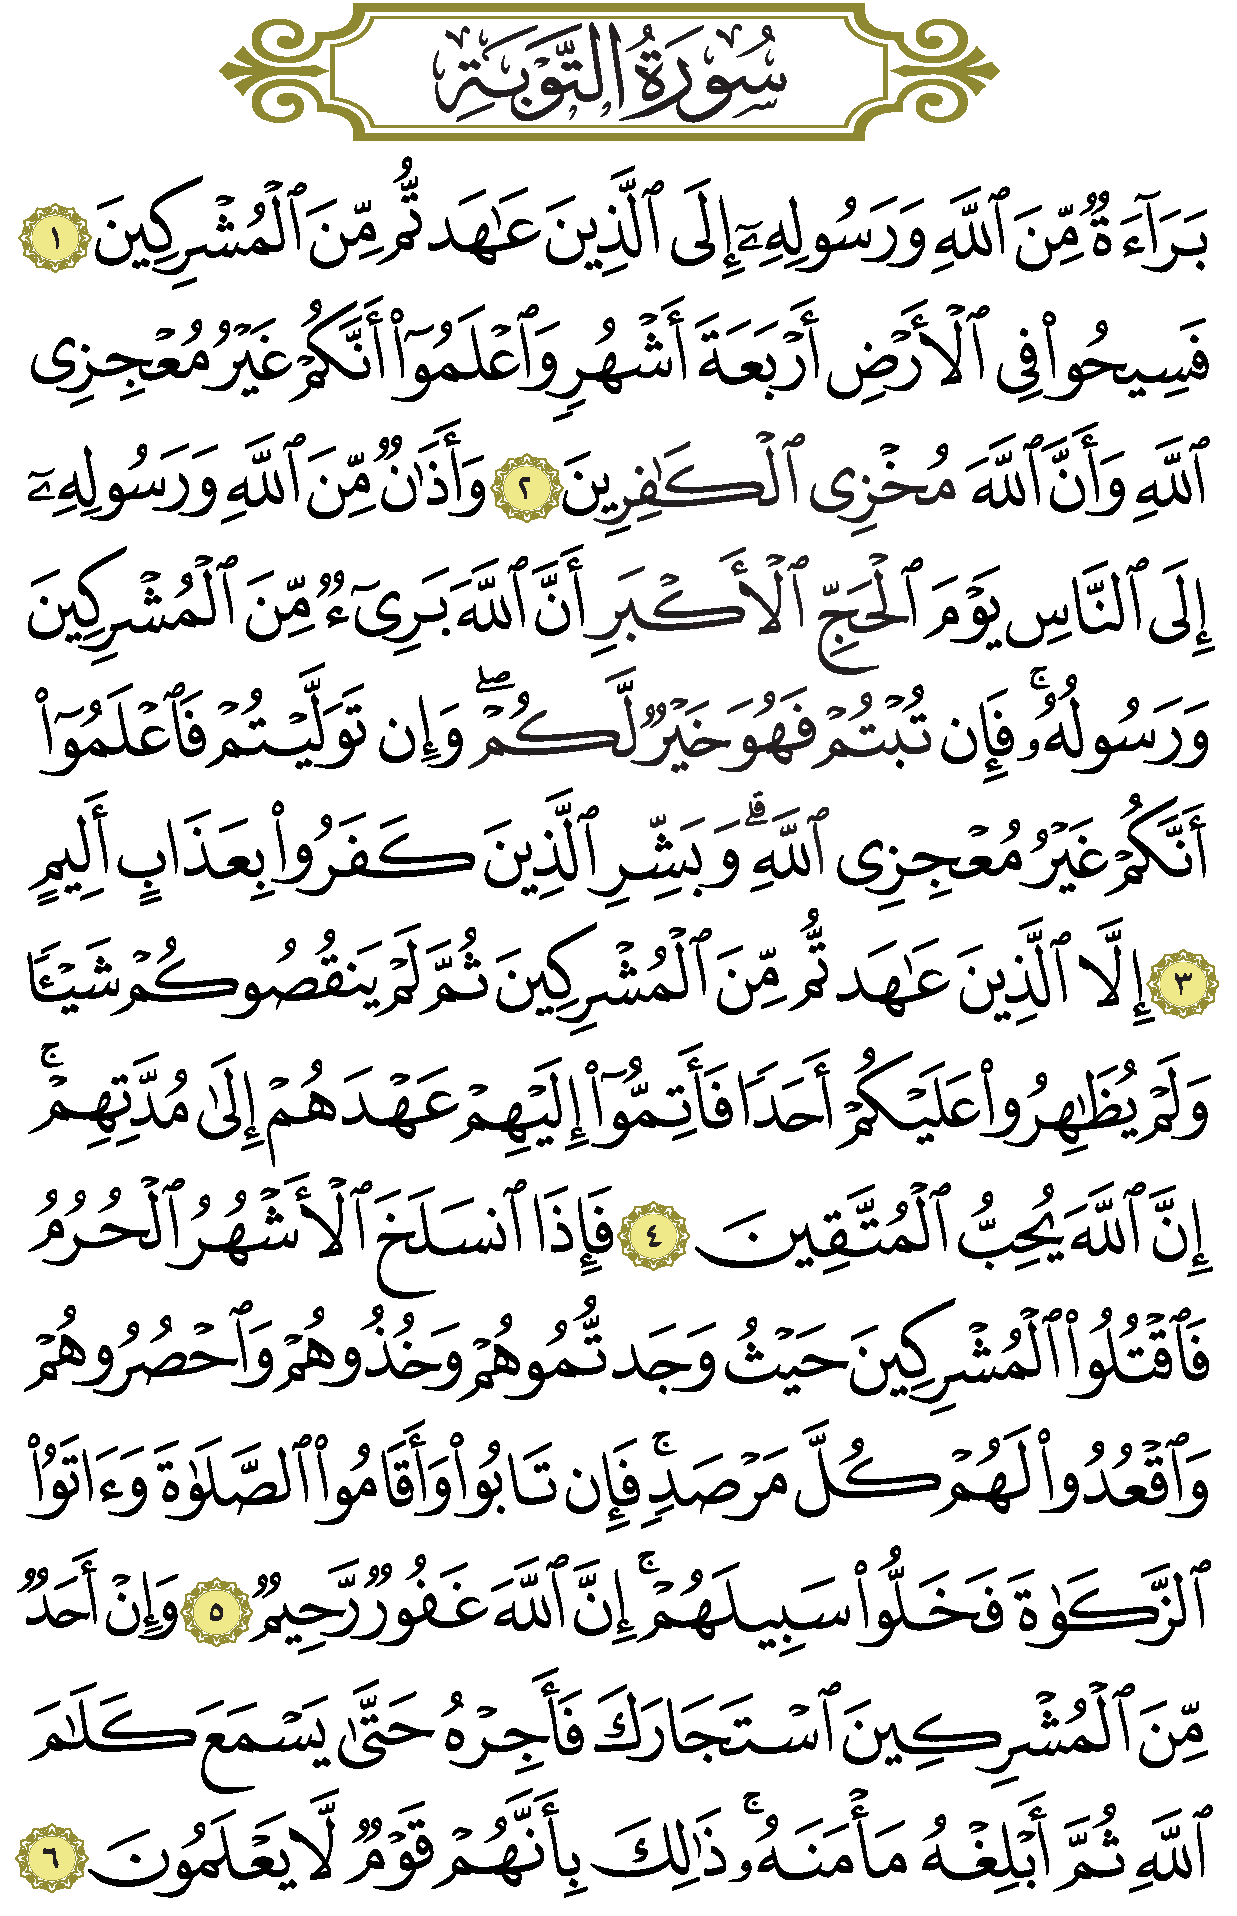 سُورَةُ التَّوْبَةِ
بَرَآءَةٌ مِّنَ ٱللَّهِ وَرَسُولِهِۦٓ إِلَى ٱلَّذِينَ عَٰهَدتُّم مِّنَ ٱلْمُشْرِكِينَ ١
فَسِيحُوا۟ فِى ٱلْأَرْضِ أَرْبَعَةَ أَشْهُرٍ وَٱعْلَمُوٓا۟ أَنَّكُمْ غَيْرُ مُعْجِزِى
ٱللَّهِ وَأَنَّ ٱللَّهَ مُخْزِى ٱلْكَٰفِرِينَ ٢ وَأَذَٰنٌ مِّنَ ٱللَّهِ وَرَسُولِهِۦٓ
إِلَى ٱلنَّاسِ يَوْمَ ٱلْحَجِّ ٱلْأَكْبَرِ أَنَّ ٱللَّهَ بَرِىٓءٌ مِّنَ ٱلْمُشْرِكِينَ
وَرَسُولُهُۥ ۚ فَإِن تُبْتُمْ فَهُوَ خَيْرٌ لَّكُمْ ۖ وَإِن تَوَلَّيْتُمْ فَٱعْلَمُوٓا۟
أَنَّكُمْ غَيْرُ مُعْجِزِى ٱللَّهِ ۗ وَبَشِّرِ ٱلَّذِينَ كَفَرُوا۟ بِعَذَابٍ أَلِيمٍ
٣ إِلَّا ٱلَّذِينَ عَٰهَدتُّم مِّنَ ٱلْمُشْرِكِينَ ثُمَّ لَمْ يَنقُصُوكُمْ شَيْـًٔا
وَلَمْ يُظَٰهِرُوا۟ عَلَيْكُمْ أَحَدًا فَأَتِمُّوٓا۟ إِلَيْهِمْ عَهْدَهُمْ إِلَىٰ مُدَّتِهِمْ ۚ
إِنَّ ٱللَّهَ يُحِبُّ ٱلْمُتَّقِينَ ٤ فَإِذَا ٱنسَلَخَ ٱلْأَشْهُرُ ٱلْحُرُمُ
فَٱقْتُلُوا۟ ٱلْمُشْرِكِينَ حَيْثُ وَجَدتُّمُوهُمْ وَخُذُوهُمْ وَٱحْصُرُوهُمْ
وَٱقْعُدُوا۟ لَهُمْ كُلَّ مَرْصَدٍ ۚ فَإِن تَابُوا۟ وَأَقَامُوا۟ ٱلصَّلَوٰةَ وَءَاتَوُا۟
ٱلزَّكَوٰةَ فَخَلُّوا۟ سَبِيلَهُمْ ۚ إِنَّ ٱللَّهَ غَفُورٌ رَّحِيمٌ ٥ وَإِنْ أَحَدٌ
مِّنَ ٱلْمُشْرِكِينَ ٱسْتَجَارَكَ فَأَجِرْهُ حَتَّىٰ يَسْمَعَ كَلَٰمَ
ٱللَّهِ ثُمَّ أَبْلِغْهُ مَأْمَنَهُۥ ۚ ذَٰلِكَ بِأَنَّهُمْ قَوْمٌ لَّا يَعْلَمُونَ ٦